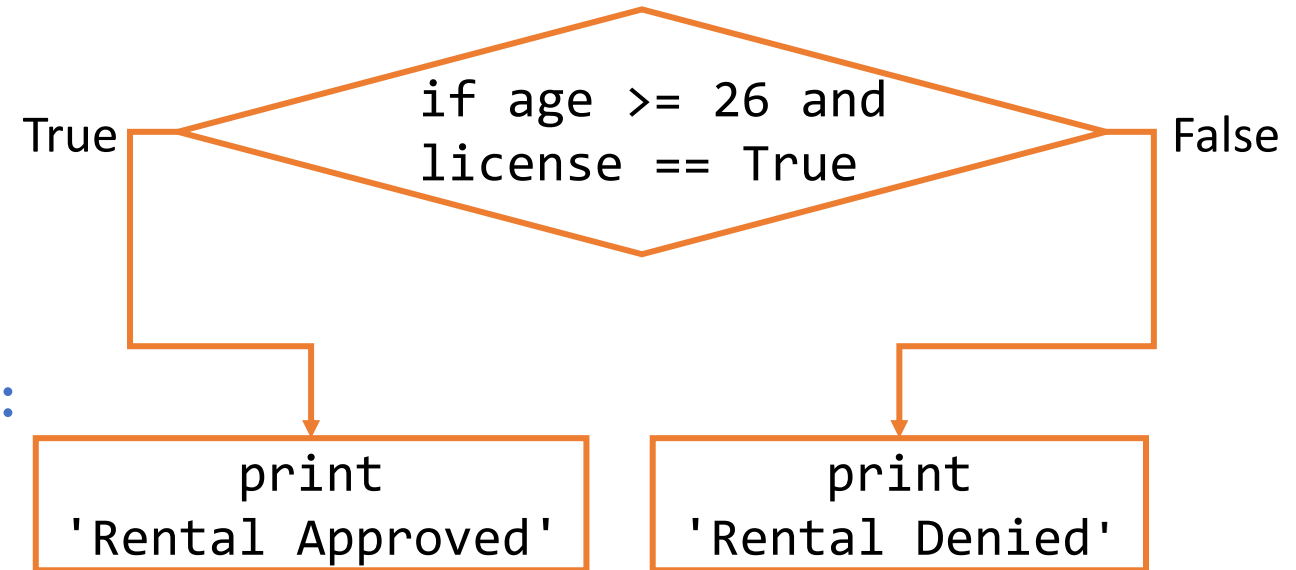 if age >= 26 and
license == True
True
False
:
print
'Rental Approved'
print
'Rental Denied'